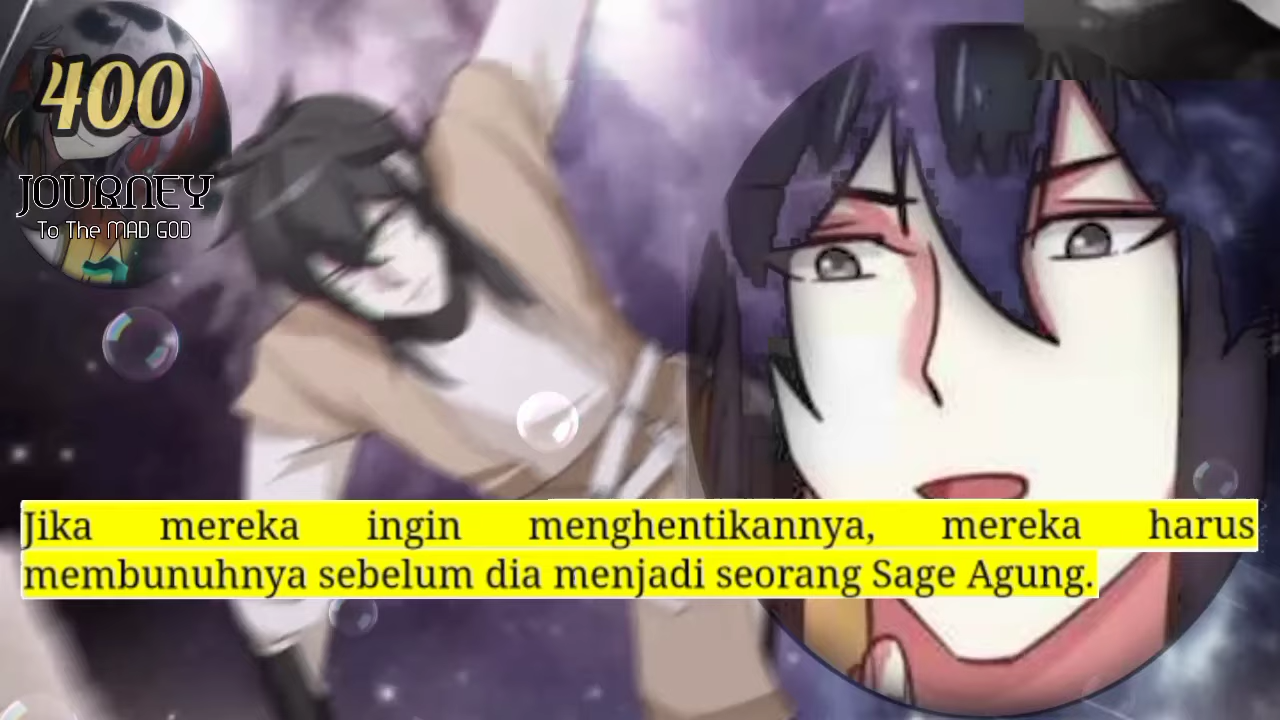 400
JOURNEY
To The MAD GOD
Jika mereka ingin menghentikannya, mereka harus
membunuhnya sebelum dia menjadi seorang Sage Agung.